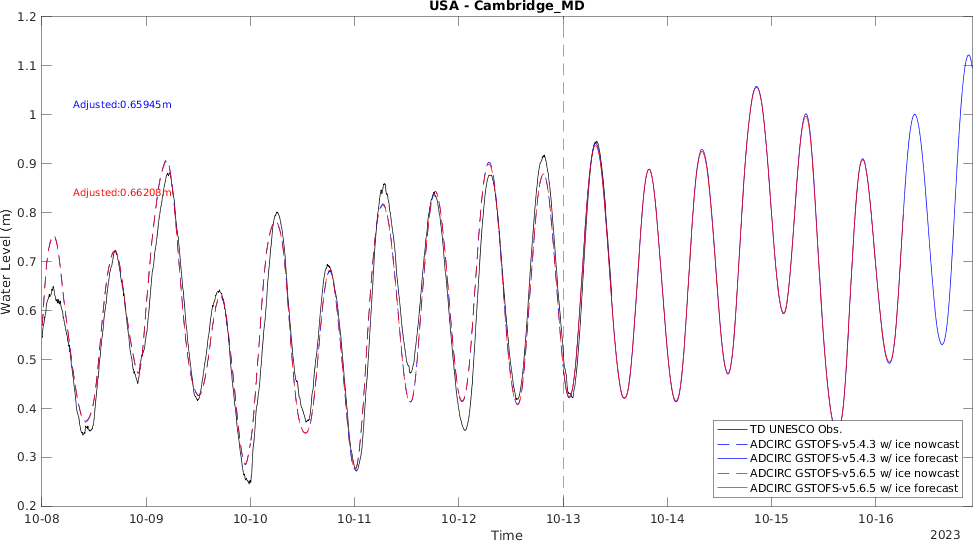 USA - Cambridge_MD
1.2
1.1
1
0.9
0.8
0.7
0.6
0.5
0.4
0.3
0.2
Water Level (m)
Adjusted:0.65945m
Adjusted:0.66208m
TD UNESCO Obs.
ADCIRC GSTOFS-v5.4.3 w/ ice nowcast
ADCIRC GSTOFS-v5.4.3 w/ ice forecast
ADCIRC GSTOFS-v5.6.5 w/ ice nowcast
ADCIRC GSTOFS-v5.6.5 w/ ice forecast
10-08 10-09 10-10 10-11 10-12 10-13 10-14 10-15 10-16
Time
2023